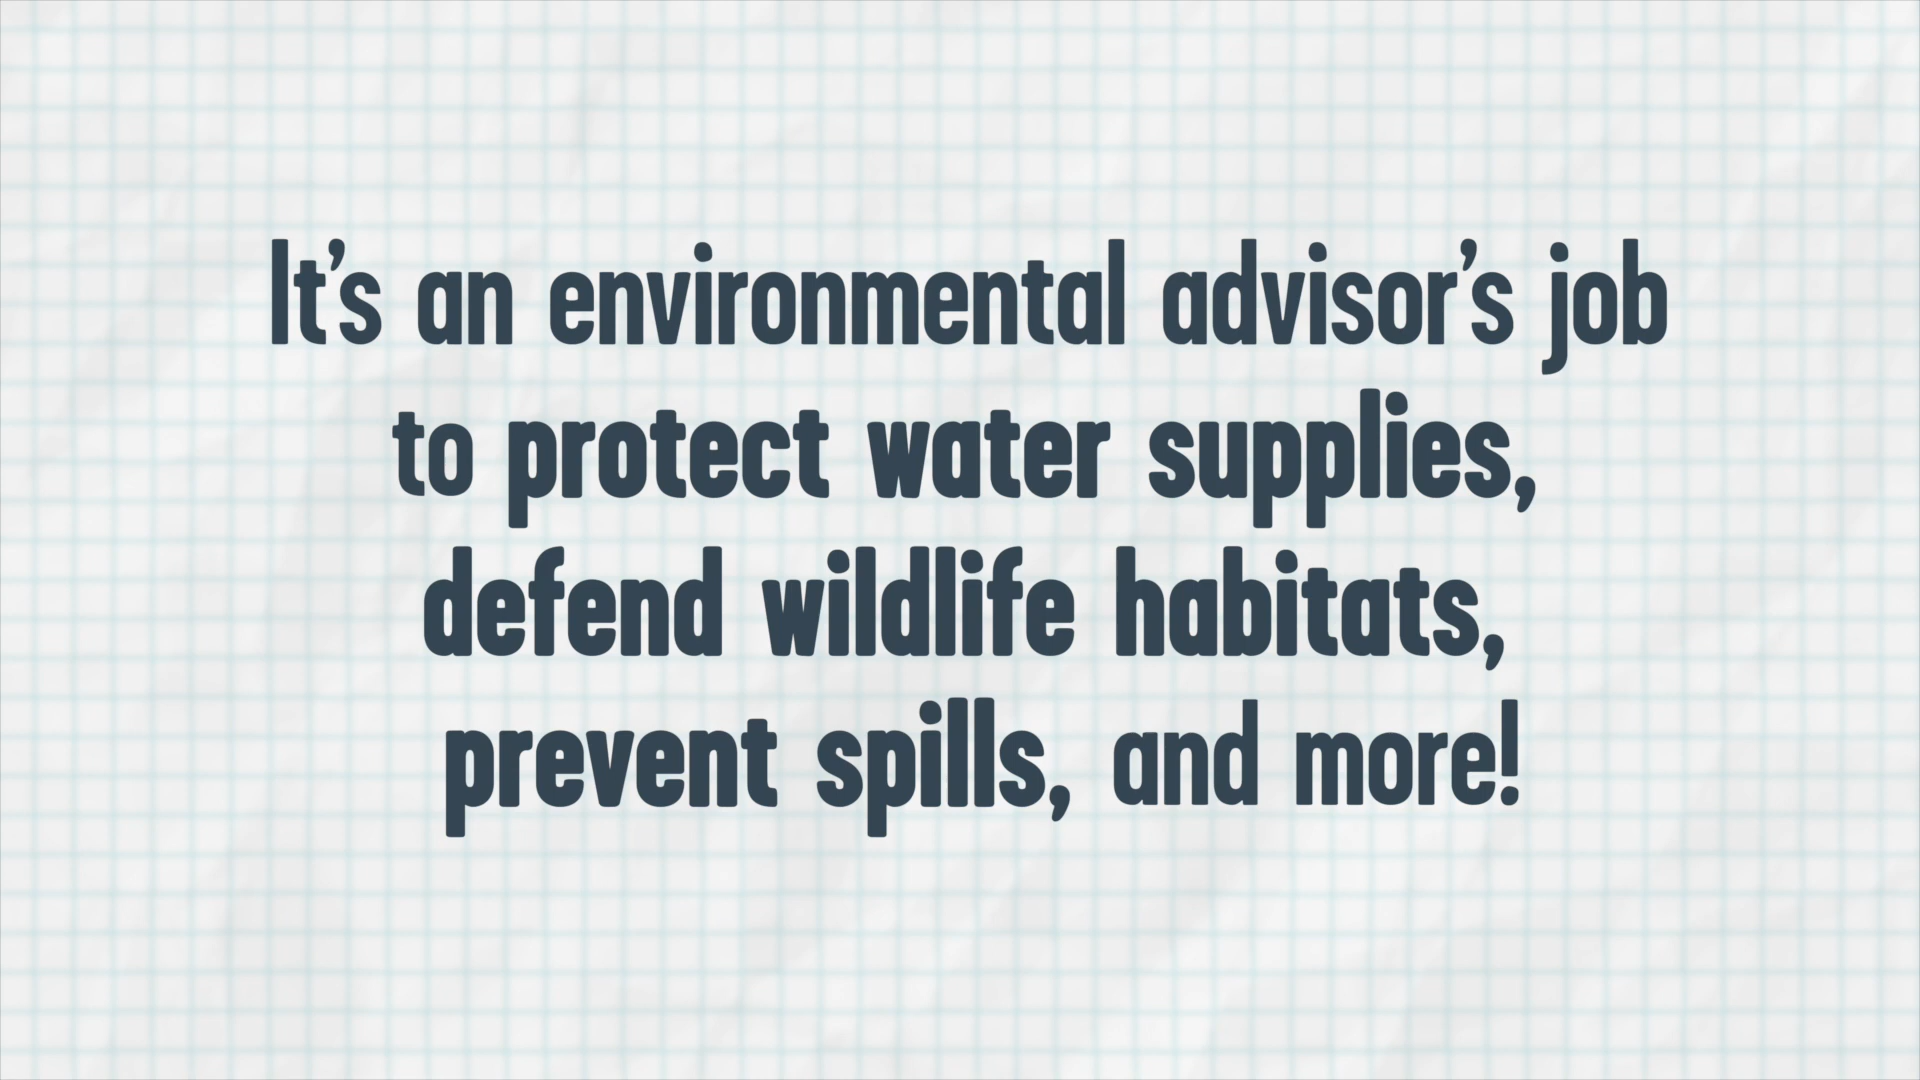 It’s an environmental advisor’s job
to protect water supplies,
defend wildlife habitats,
prevent spills, and more!